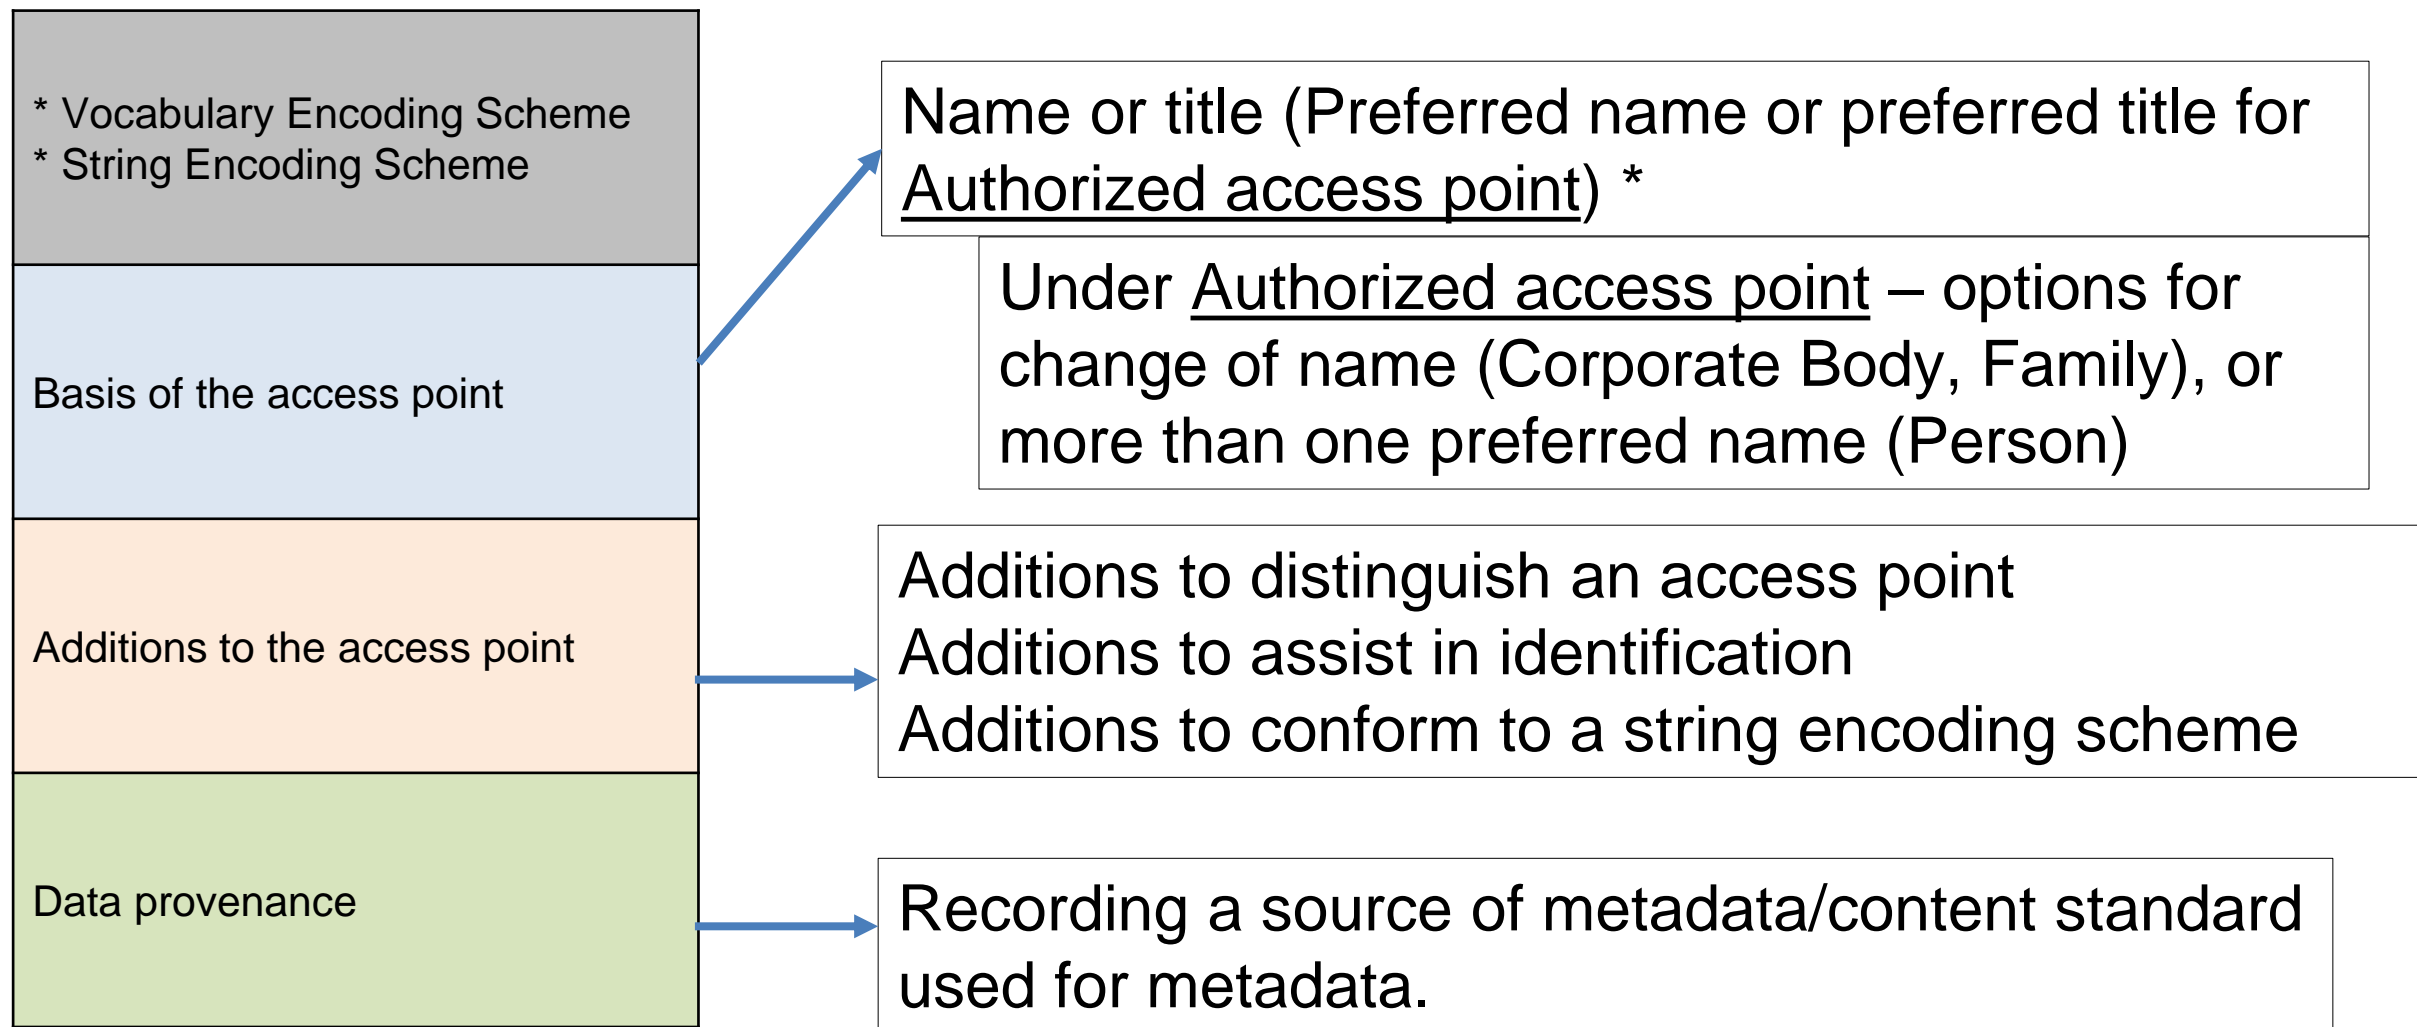 * Vocabulary Encoding Scheme
* String Encoding Scheme
Name or title (Preferred name or preferred title for
Authorized access point) *
Basis of the access point
Under Authorized access point – options for
change of name (Corporate Body, Family), or
more than one preferred name (Person)
Additions to the access point
Additions to distinguish an access point
Additions to assist in identification
Additions to conform to a string encoding scheme
Data provenance
Recording a source of metadata/content standard
used for metadata.